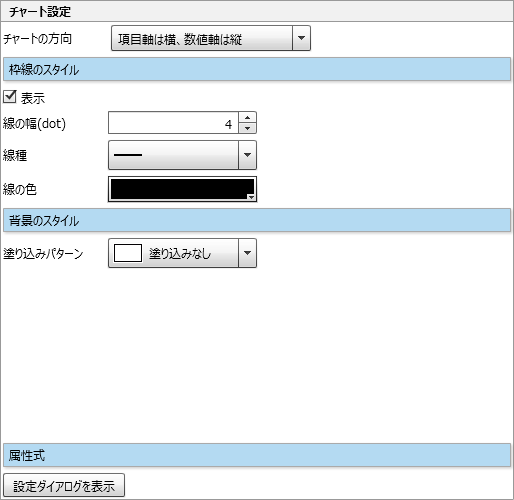 チャート設定
チャートの方向
項目軸は横、数値軸は縦
枠線のスタイル
表示
線の幅(dot)
4
線種
線の色
背景のスタイル
塗り込みパターン
塗り込みなし
属性式
設定ダイアログを表示